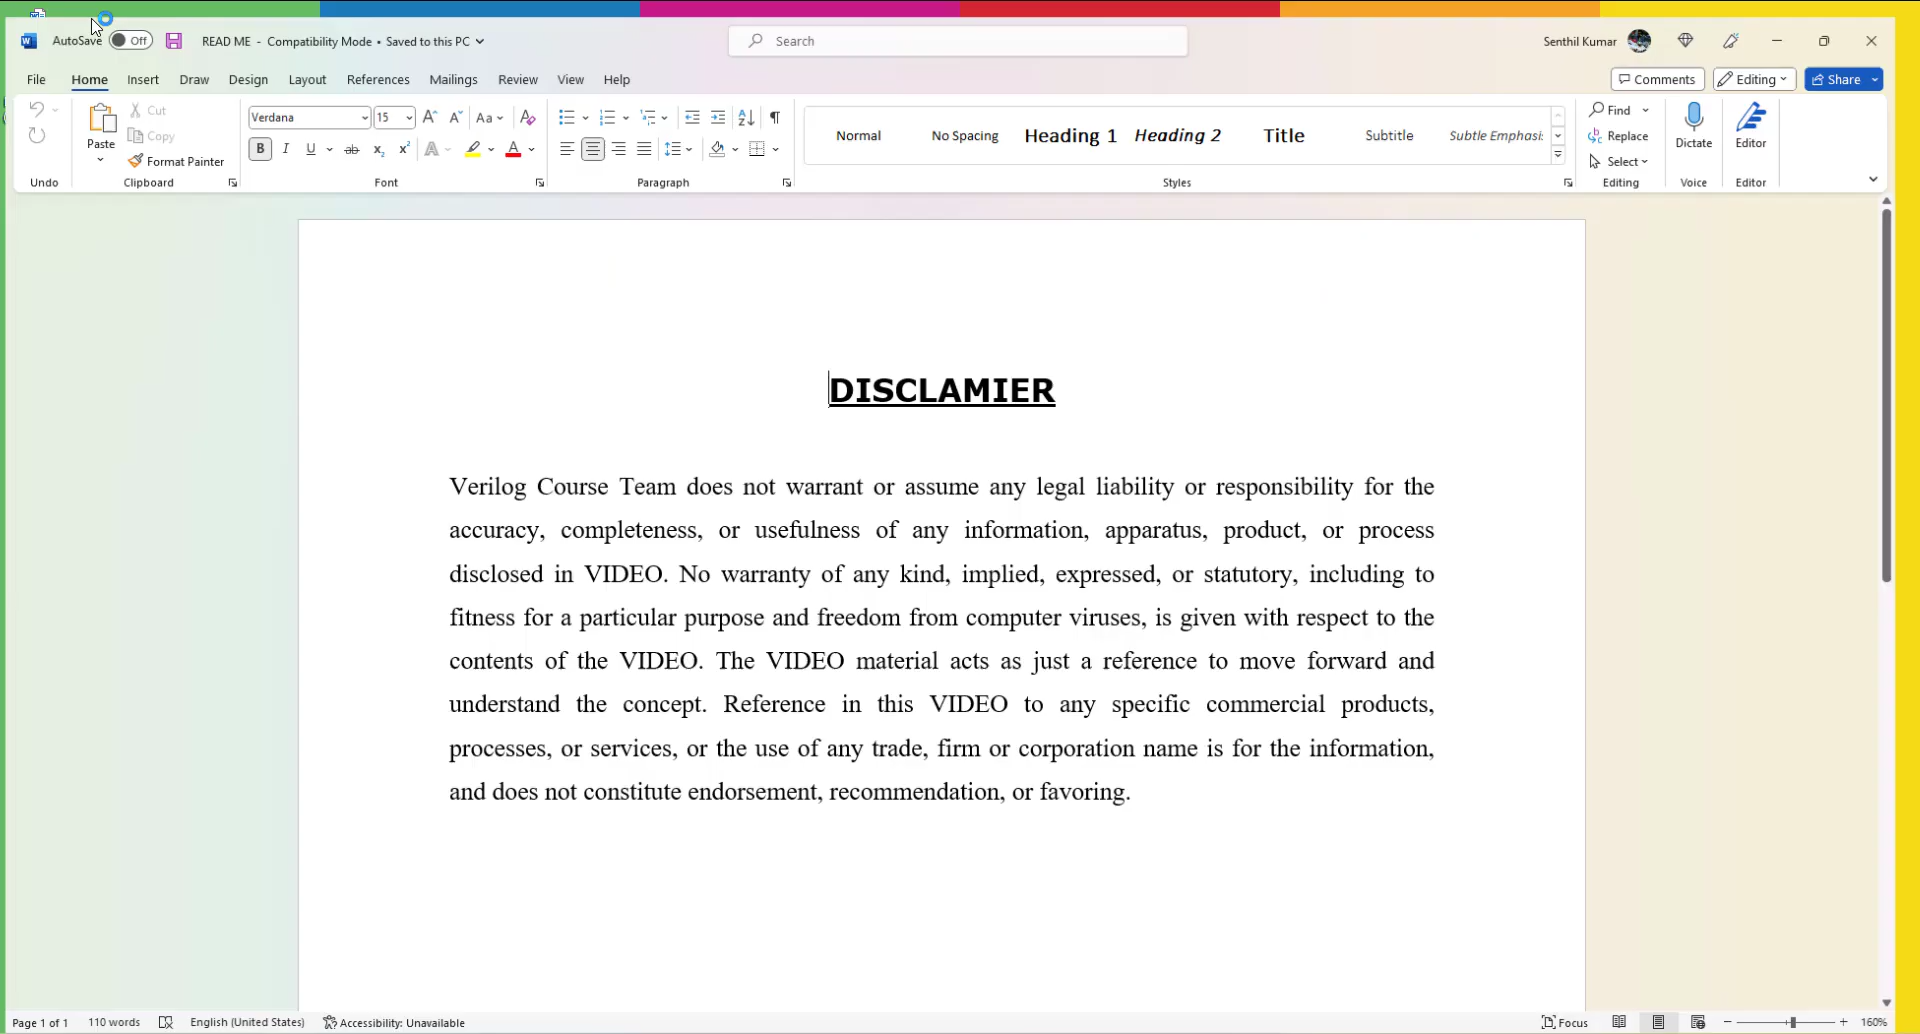 AutoSave Off READ ME - Compatibility Mode • Saved to this PC Search Senthil Kumar
File Home Insert Draw Design Layout References Mailings Review View Help Comments Editing Share
Paste Cut Copy Format Painter
Verdana 15
Normal No Spacing Heading 1 Heading 2 Title Subtitle Subtle Emphasi:
Find Replace Select Dictate Editor
Undo Clipboard Font Paragraph Styles Editing Voice Editor
DISCLAMIER
Verilog Course Team does not warrant or assume any legal liability or responsibility for the
accuracy, completeness, or usefulness of any information, apparatus, product, or process
disclosed in VIDEO. No warranty of any kind, implied, expressed, or statutory, including to
fitness for a particular purpose and freedom from computer viruses, is given with respect to the
contents of the VIDEO. The VIDEO material acts as just a reference to move forward and
understand the concept. Reference in this VIDEO to any specific commercial products,
processes, or services, or the use of any trade, firm or corporation name is for the information,
and does not constitute endorsement, recommendation, or favoring.
Page 1 of 1 110 words English (United States) Accessibility: Unavailable Focus 160%